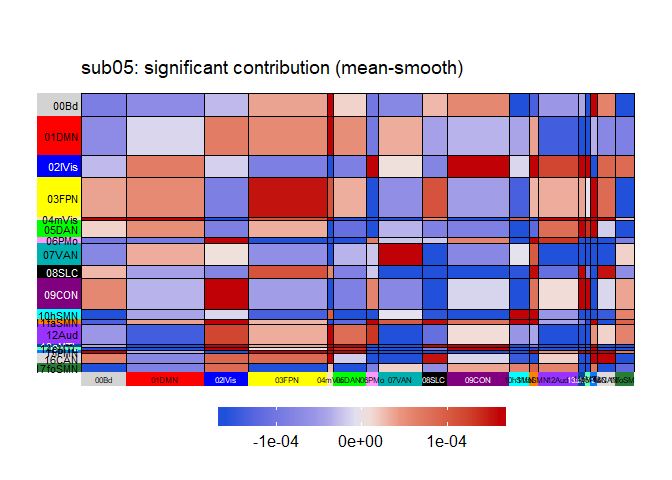 sub05: significant contribution (mean-smooth)
00Bd
01DMN
02lVis
03FPN
04mVis
05DAN
06PMo
07VAN
08SLC
09CON
10hSMN
11faSMN
12Aud
16CAN
00Bd 01DMN 02lVis 03FPN 07VAN 08SLC 09CON
-1e-04 0e+00 1e-04